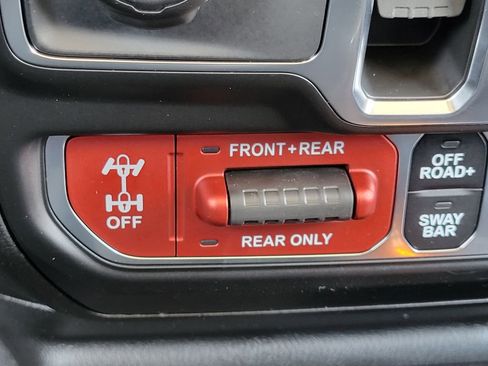 FRONT+REAR
OFF
REAR ONLY
OFF
ROAD+
SWAY
BAR